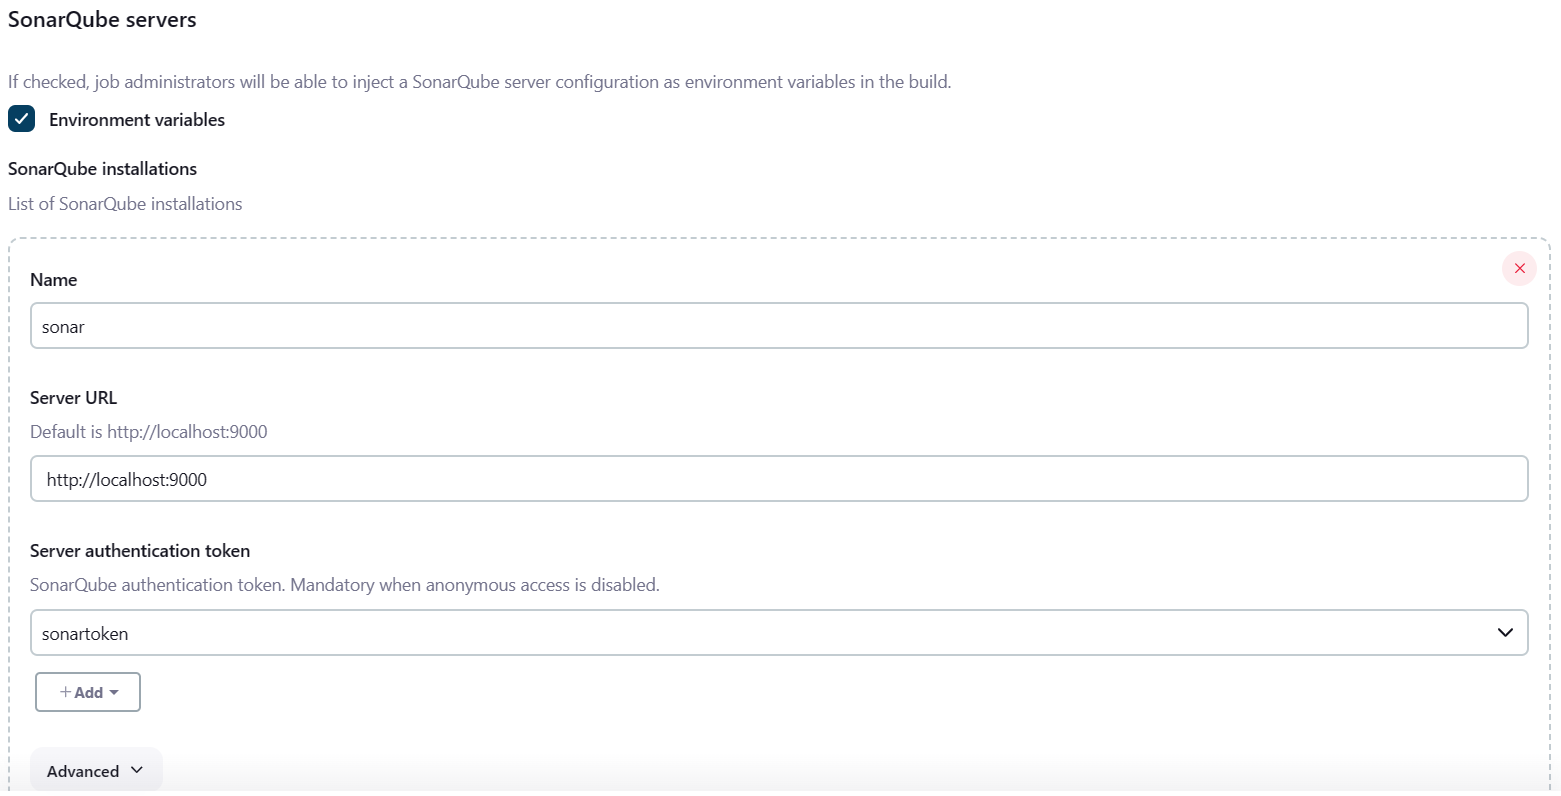 SonarQube servers
If checked, job administrators will be able to inject a SonarQube server configuration as environment variables in the build.
Environment variables
SonarQube installations
List of SonarQube installations
Name
sonar
Server URL
Default is http://localhost:9000
http://localhost:9000
Server authentication token
SonarQube authentication token. Mandatory when anonymous access is disabled.
sonartoken
+ Add
Advanced